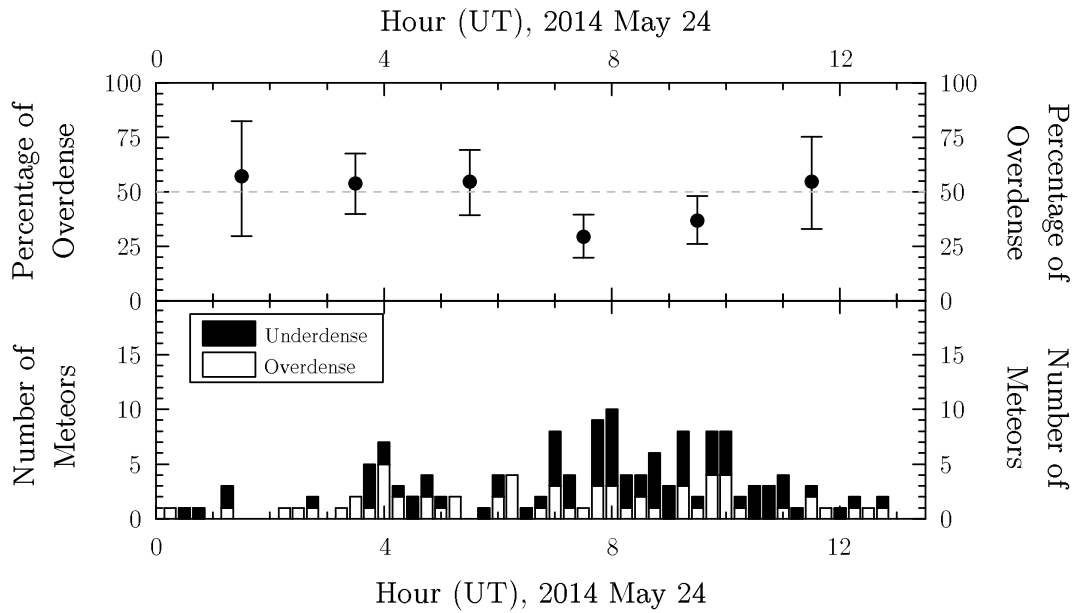 Hour (UT), 2014 May 24
0 4 8 12
Percentage of
Overdense
100
75
50
25
0
100
75
50
25
0
Percentage of
Overdense
Underdense
Overdense
Number of
Meteors
15
10
5
0
15
10
5
0
Number of
Meteors
0 4 8 12
Hour (UT), 2014 May 24